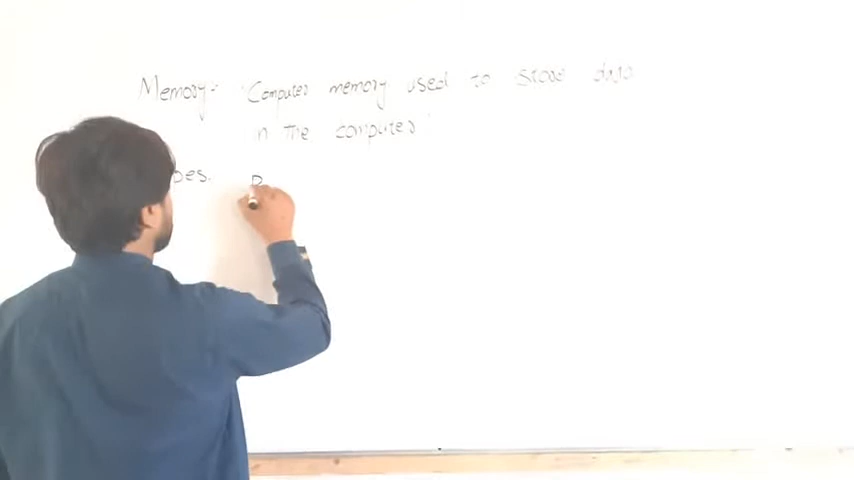 Memory:- "Computer memory used to store data
in the computer"
pes.